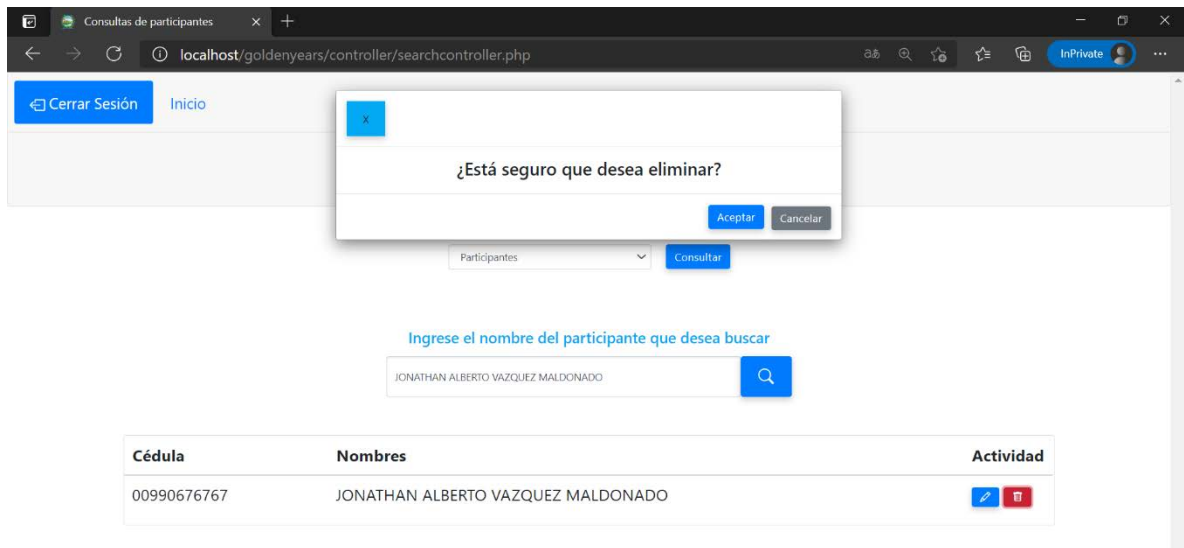 Consultas de participantes
localhost/goldenyears/controller/searchcontroller.php
InPrivate
Cerrar Sesión Inicio
X
¿Está seguro que desea eliminar?
Aceptar Cancelar
Participantes Consultar
Ingrese el nombre del participante que desea buscar
JONATHAN ALBERTO VAZQUEZ MALDONADO
Cédula Nombres Actividad
00990676767 JONATHAN ALBERTO VAZQUEZ MALDONADO